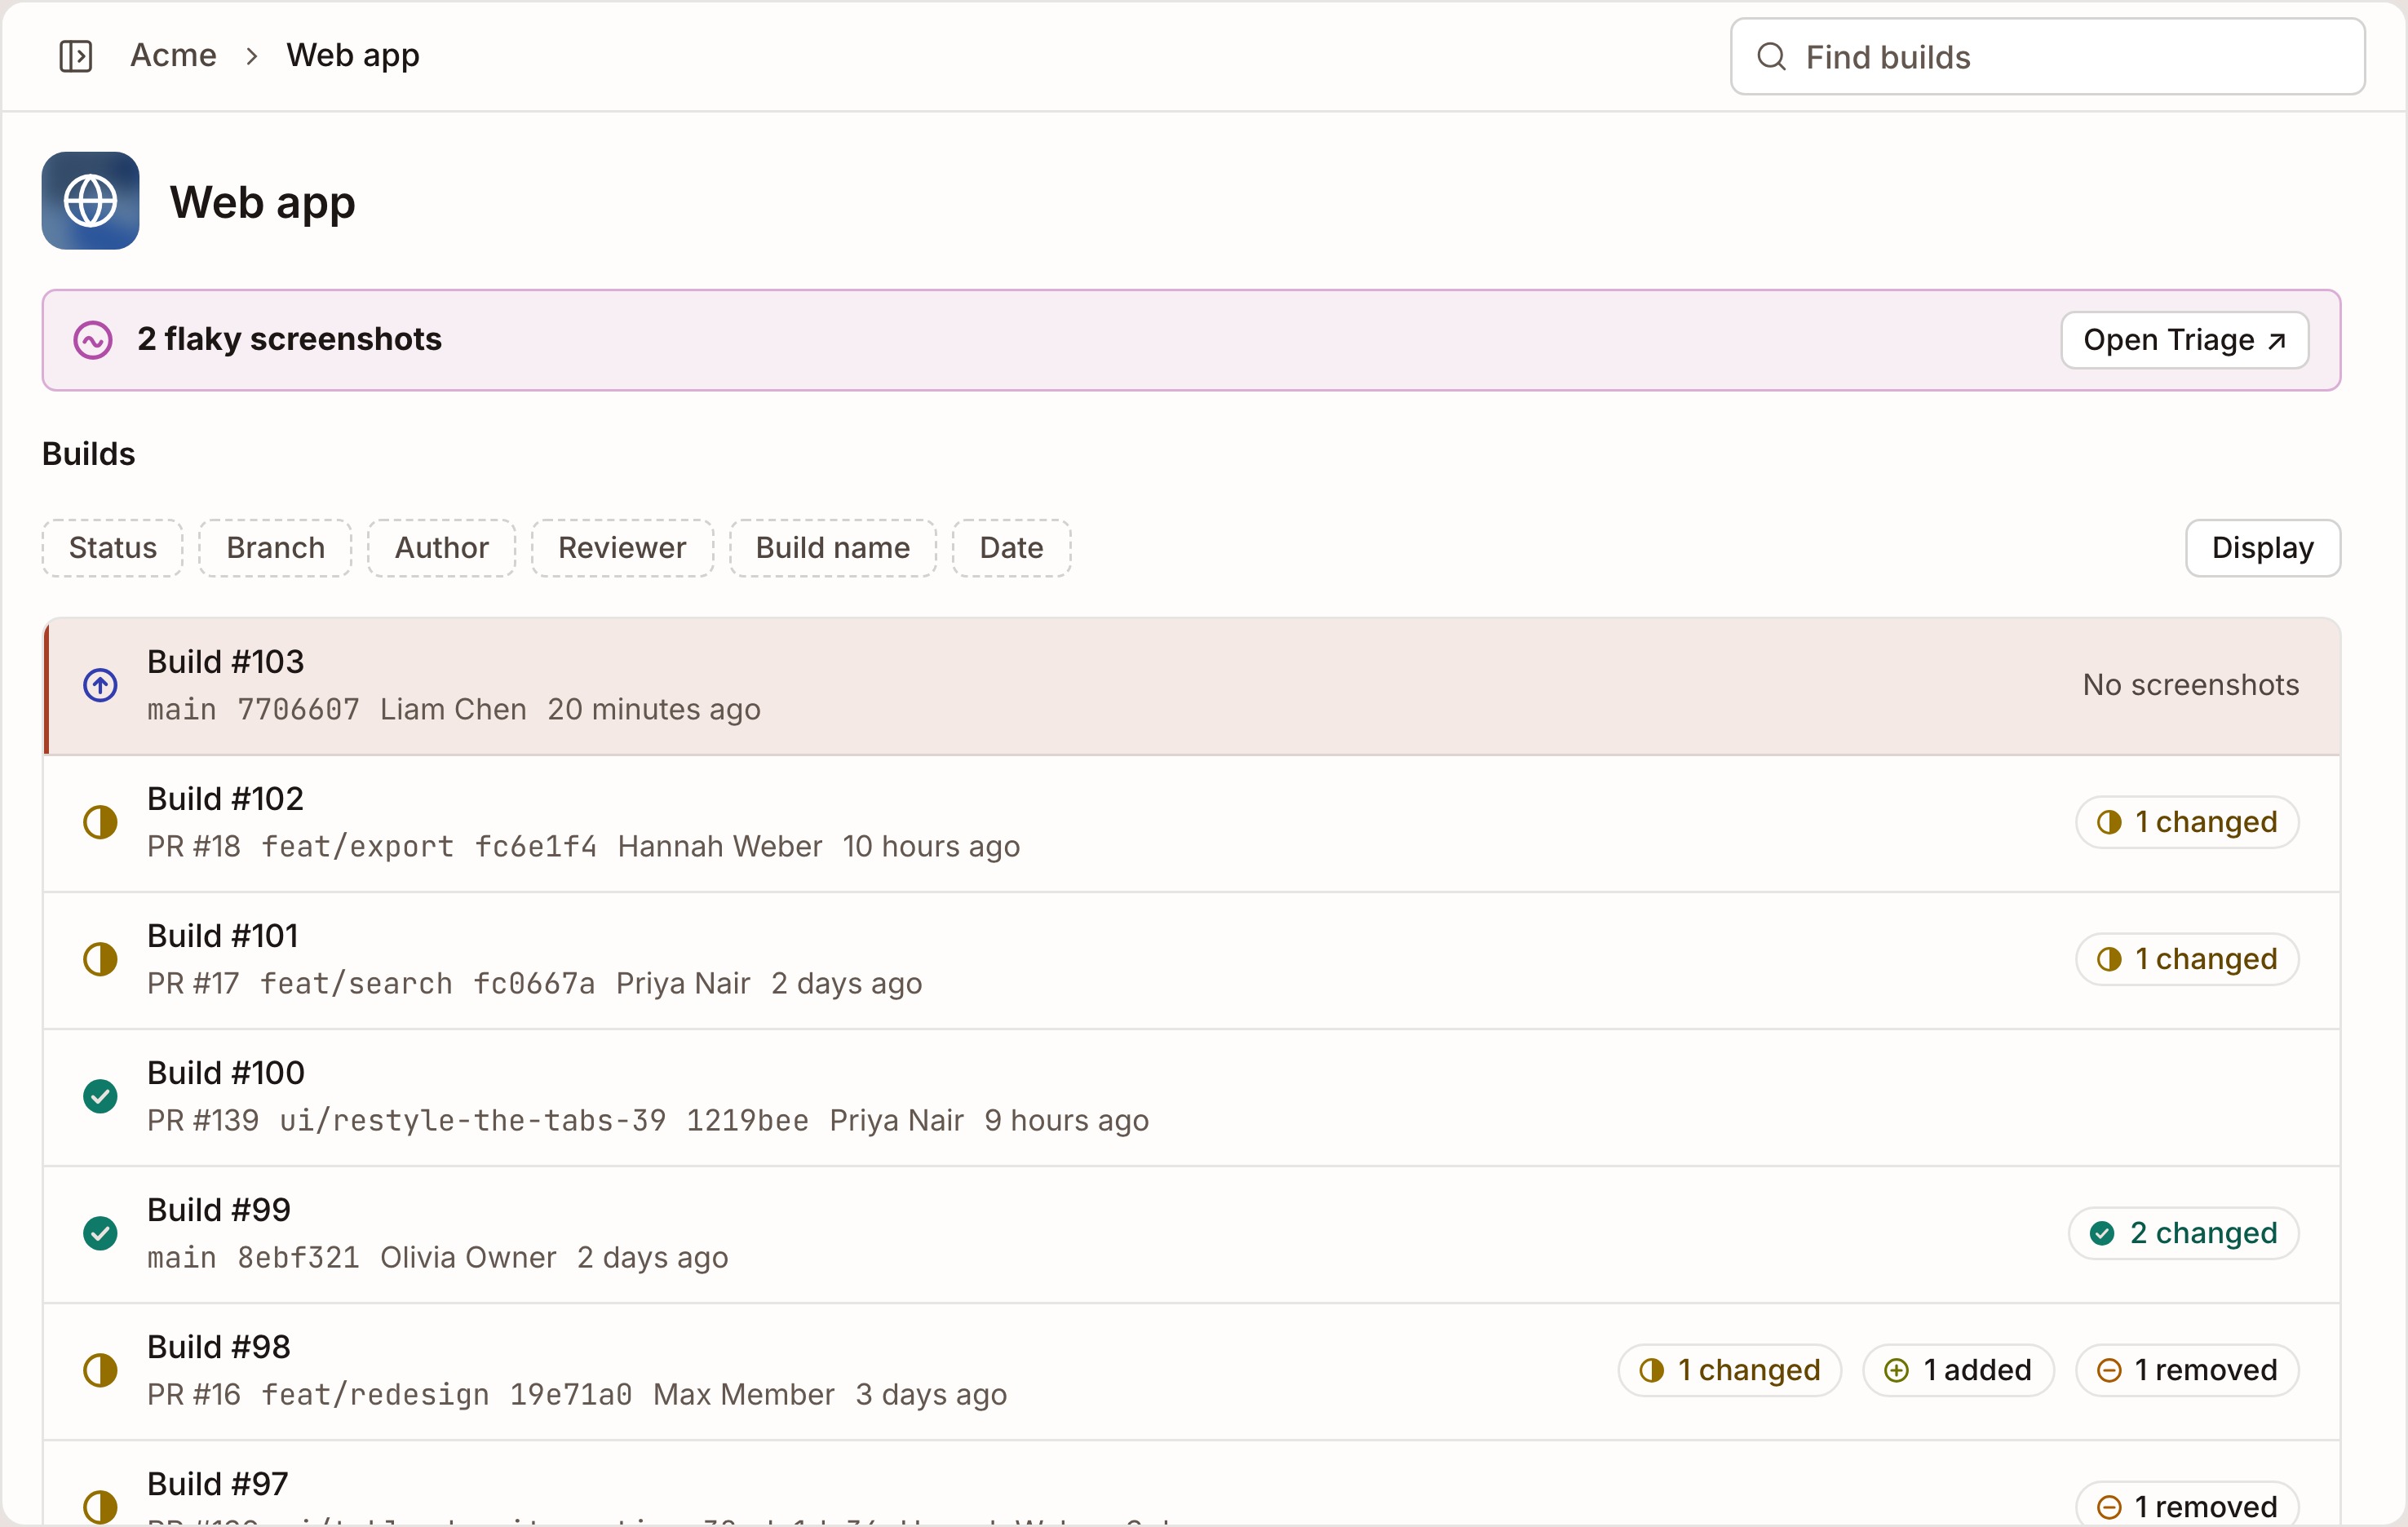 Acme > Web app
Find builds
Web app
2 flaky screenshots
Open Triage ↗
Builds
Status Branch Author Reviewer Build name Date
Display
Build #103
main 7706607 Liam Chen 20 minutes ago
No screenshots
Build #102
PR #18 feat/export fc6e1f4 Hannah Weber 10 hours ago
1 changed
Build #101
PR #17 feat/search fc0667a Priya Nair 2 days ago
1 changed
Build #100
PR #139 ui/restyle-the-tabs-39 1219bee Priya Nair 9 hours ago
Build #99
main 8ebf321 Olivia Owner 2 days ago
2 changed
Build #98
PR #16 feat/redesign 19e71a0 Max Member 3 days ago
1 changed 1 added 1 removed
Build #97
1 removed